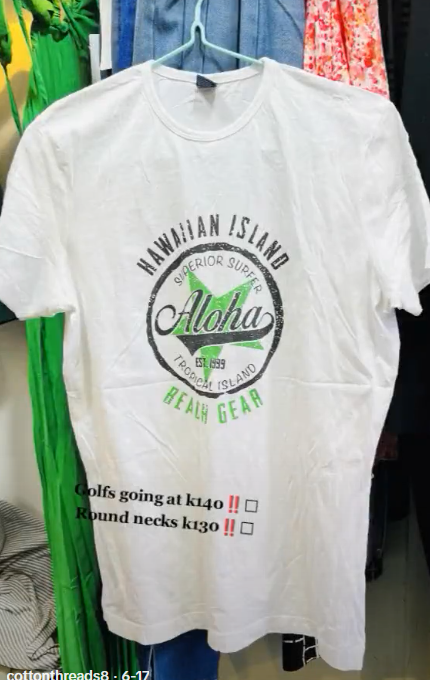 HAWAIIAN ISLAND
SUPERIOR SURFER
Aloha
EST. 1999
TROPICAL ISLAND
BEACH GEAR
Golfs going at k140 ‼️☐
Round necks k130 ‼️☐
cottonthreads8 · 6-17